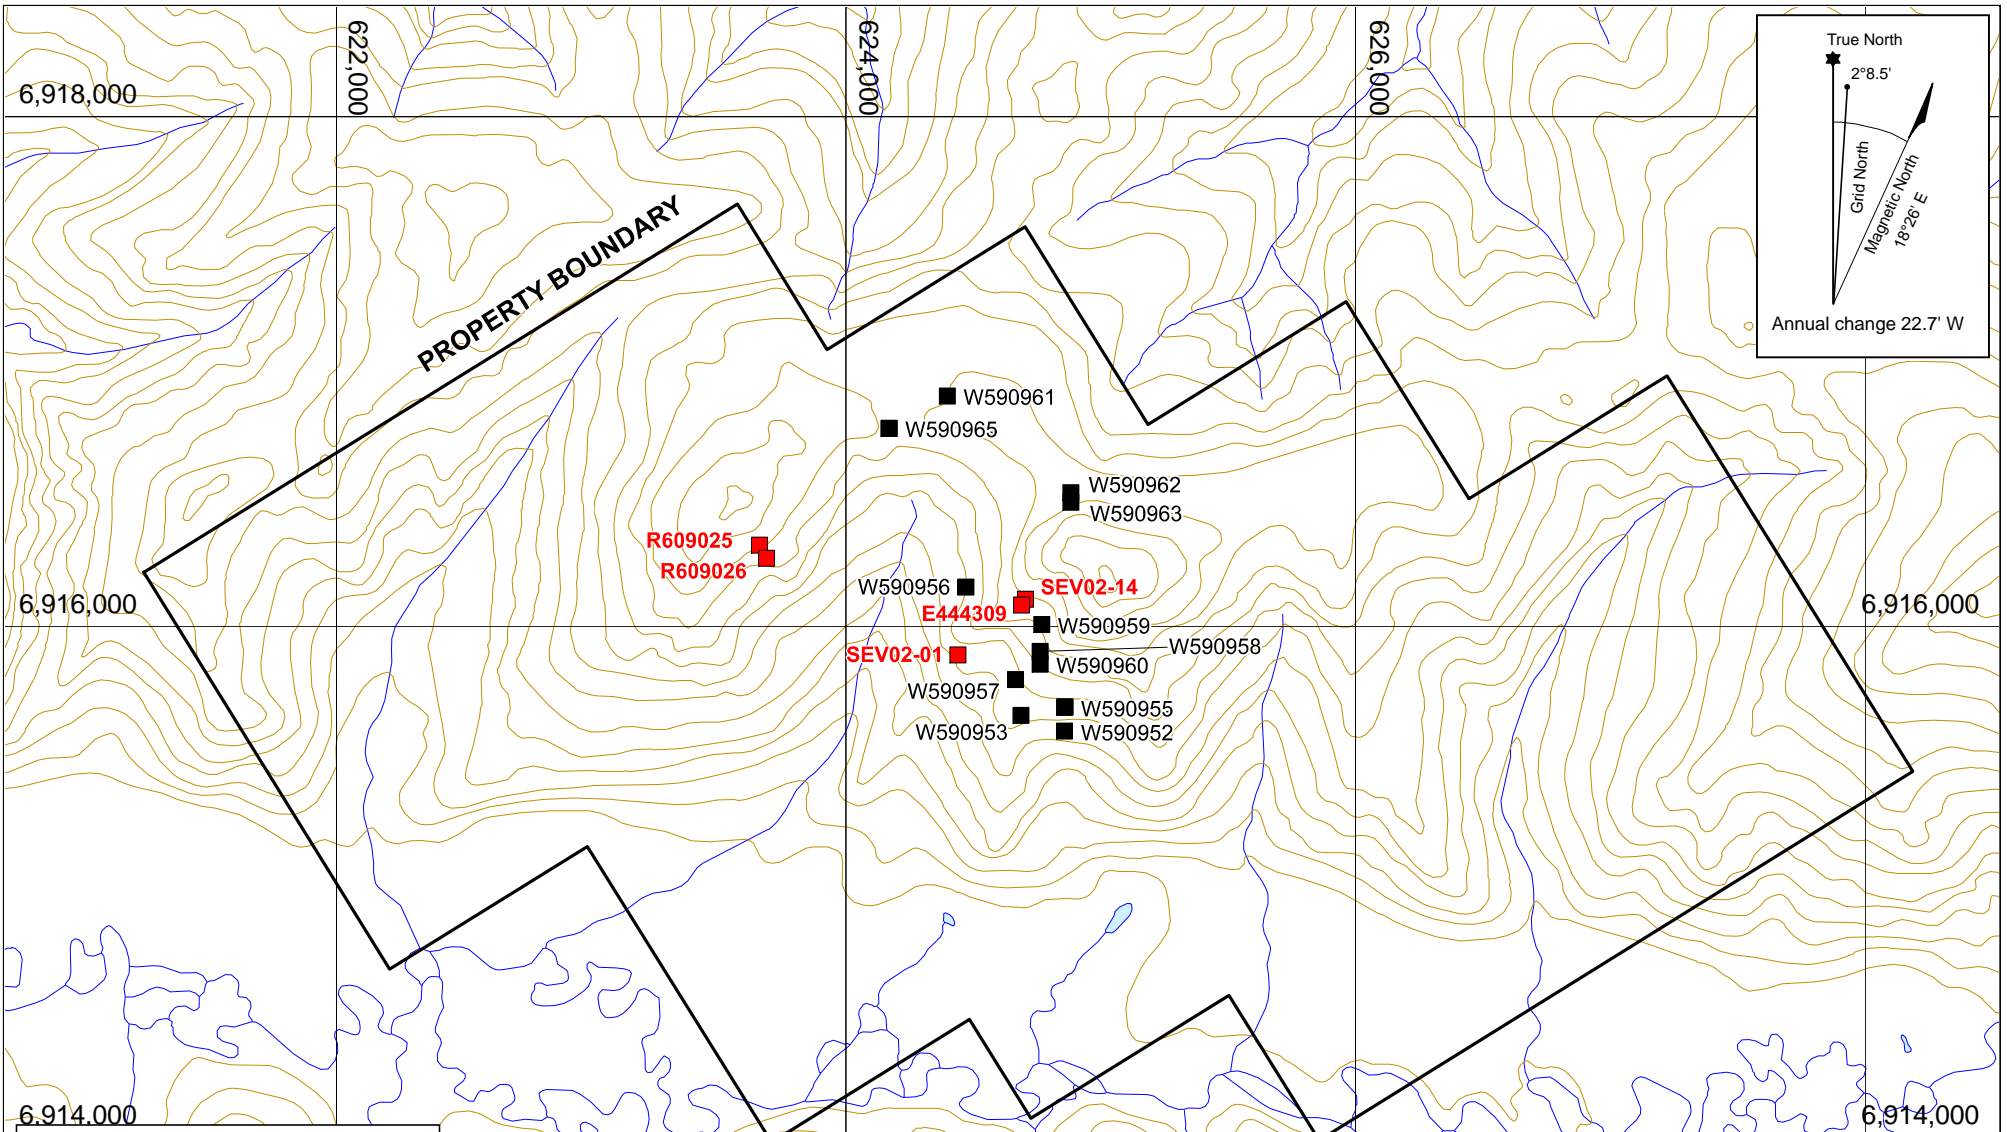 622,000
624,000
626,000
True North
2°8.5'
Grid North
Magnetic North
18°26' E
Annual change 22.7' W
6,918,000
PROPERTY BOUNDARY
W590961
W590965
W590962
W590963
R609025
R609026
W590956
SEV02-14
E444309
6,916,000
6,916,000
W590959
W590958
SEV02-01
W590960
W590957
W590955
W590953
W590952
6,914,000
6,914,000